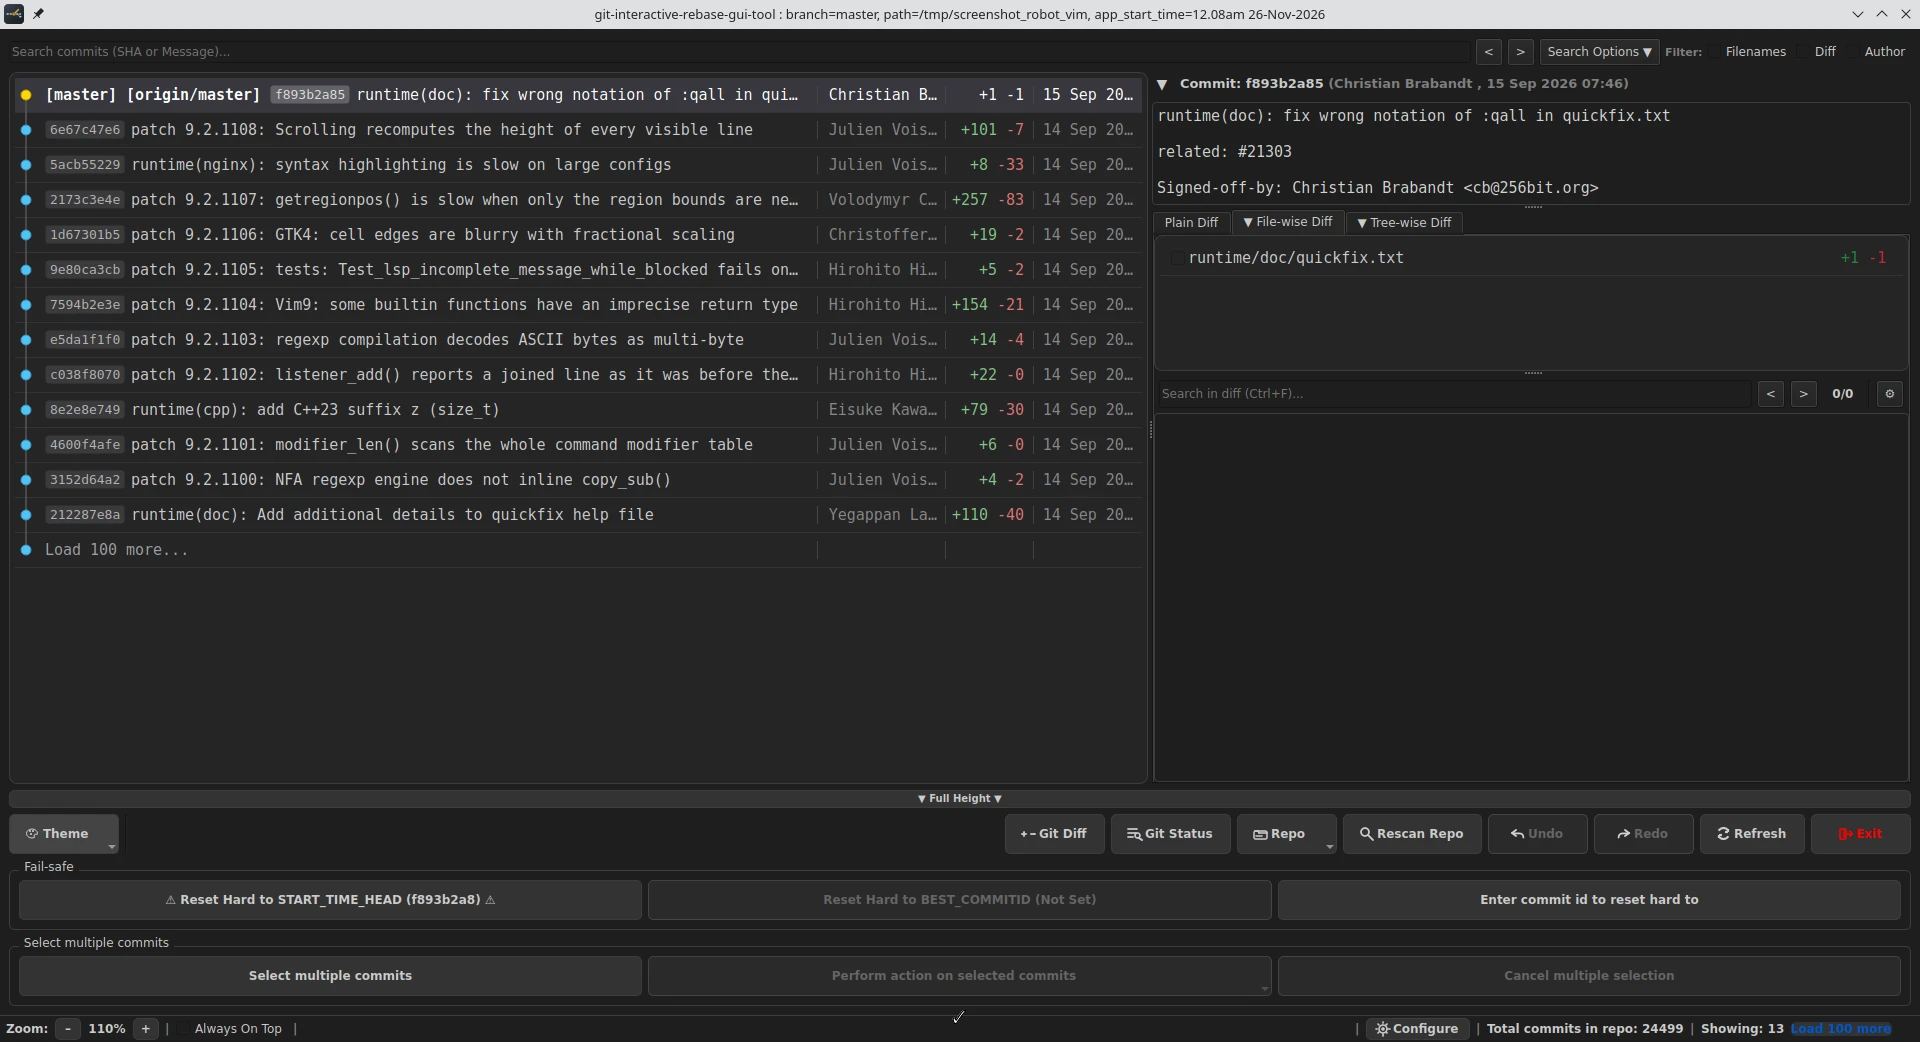 git-interactive-rebase-gui-tool : branch=master, path=/tmp/screenshot_robot_vim, app_start_time=12.08am 26-Nov-2026
Search commits (SHA or Message)...
< > Search Options ▼ Filter: Filenames Diff Author
[master] [origin/master] f893b2a85 runtime(doc): fix wrong notation of :qall in qui… Christian B… +1 -1 15 Sep 20…
6e67c47e6 patch 9.2.1108: Scrolling recomputes the height of every visible line Julien Vois… +101 -7 14 Sep 20…
5acb55229 runtime(nginx): syntax highlighting is slow on large configs Julien Vois… +8 -33 14 Sep 20…
2173c3e4e patch 9.2.1107: getregionpos() is slow when only the region bounds are ne… Volodymyr C… +257 -83 14 Sep 20…
1d67301b5 patch 9.2.1106: GTK4: cell edges are blurry with fractional scaling Christoffer… +19 -2 14 Sep 20…
9e80ca3cb patch 9.2.1105: tests: Test_lsp_incomplete_message_while_blocked fails on… Hirohito Hi… +5 -2 14 Sep 20…
7594b2e3e patch 9.2.1104: Vim9: some builtin functions have an imprecise return type Hirohito Hi… +154 -21 14 Sep 20…
e5da1f1f0 patch 9.2.1103: regexp compilation decodes ASCII bytes as multi-byte Julien Vois… +14 -4 14 Sep 20…
c038f8070 patch 9.2.1102: listener_add() reports a joined line as it was before the… Hirohito Hi… +22 -0 14 Sep 20…
8e2e8e749 runtime(cpp): add C++23 suffix z (size_t) Eisuke Kawa… +79 -30 14 Sep 20…
4600f4afe patch 9.2.1101: modifier_len() scans the whole command modifier table Julien Vois… +6 -0 14 Sep 20…
3152d64a2 patch 9.2.1100: NFA regexp engine does not inline copy_sub() Julien Vois… +4 -2 14 Sep 20…
212287e8a runtime(doc): Add additional details to quickfix help file Yegappan La… +110 -40 14 Sep 20…
Load 100 more...
▼ Commit: f893b2a85 (Christian Brabandt , 15 Sep 2026 07:46)
runtime(doc): fix wrong notation of :qall in quickfix.txt
related: #21303
Signed-off-by: Christian Brabandt <cb@256bit.org>
Plain Diff ▼ File-wise Diff ▼ Tree-wise Diff
runtime/doc/quickfix.txt +1 -1
Search in diff (Ctrl+F)... < > 0/0
▼ Full Height ▼
Theme Git Diff Git Status Repo Rescan Repo Undo Redo Refresh Exit
Fail-safe
⚠ Reset Hard to START_TIME_HEAD (f893b2a8) ⚠ Reset Hard to BEST_COMMITID (Not Set) Enter commit id to reset hard to
Select multiple commits
Select multiple commits Perform action on selected commits Cancel multiple selection
Zoom: - 110% + | Always On Top | | Configure | Total commits in repo: 24499 | Showing: 13 Load 100 more